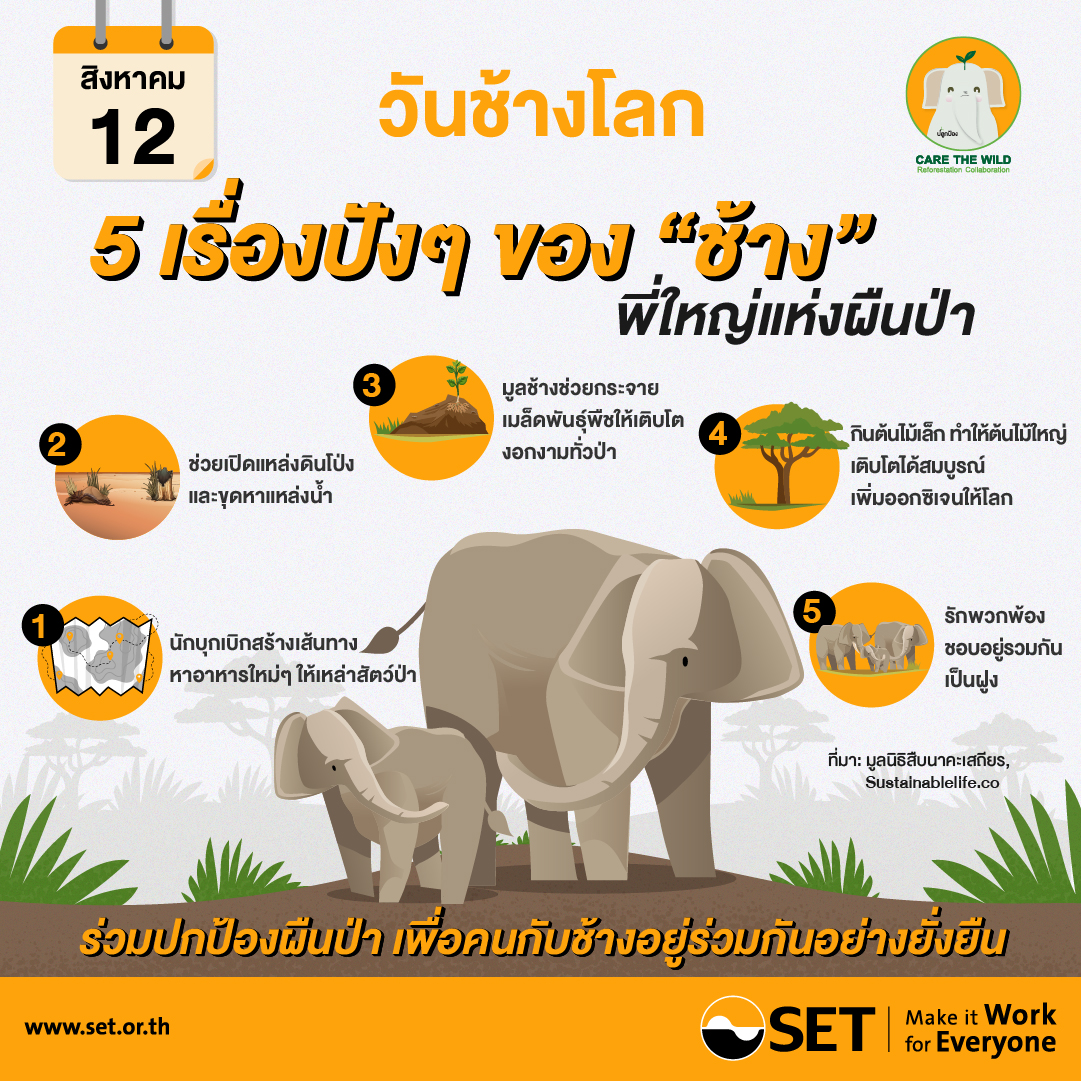 สิงหาคม
12
วันช้างโลก
ป๋ลูกป้อง
CARE THE WILD
Reforestation Collaboration
5 เรื่องปังๆ ของ “ช้าง”
พี่ใหญ่แห่งผืนป่า
1
นักบุกเบิกสร้างเส้นทาง
หาอาหารใหม่ๆ ให้เหล่าสัตว์ป่า
2
ช่วยเปิดแหล่งดินโป่ง
และขุดหาแหล่งน้ำ
3
มูลช้างช่วยกระจาย
เมล็ดพันธุ์พืชให้เติบโต
งอกงามทั่วป่า
4
กินต้นไม้เล็ก ทำให้ต้นไม้ใหญ่
เติบโตได้สมบูรณ์
เพิ่มออกซิเจนให้โลก
5
รักพวกพ้อง
ชอบอยู่รวมกัน
เป็นฝูง
ที่มา: มูลนิธิสืบนาคะเสถียร,
Sustainablelife.co
ร่วมปกป้องผืนป่า เพื่อคนกับช้างอยู่ร่วมกันอย่างยั่งยืน
www.set.or.th
SET
Make it Work
for Everyone